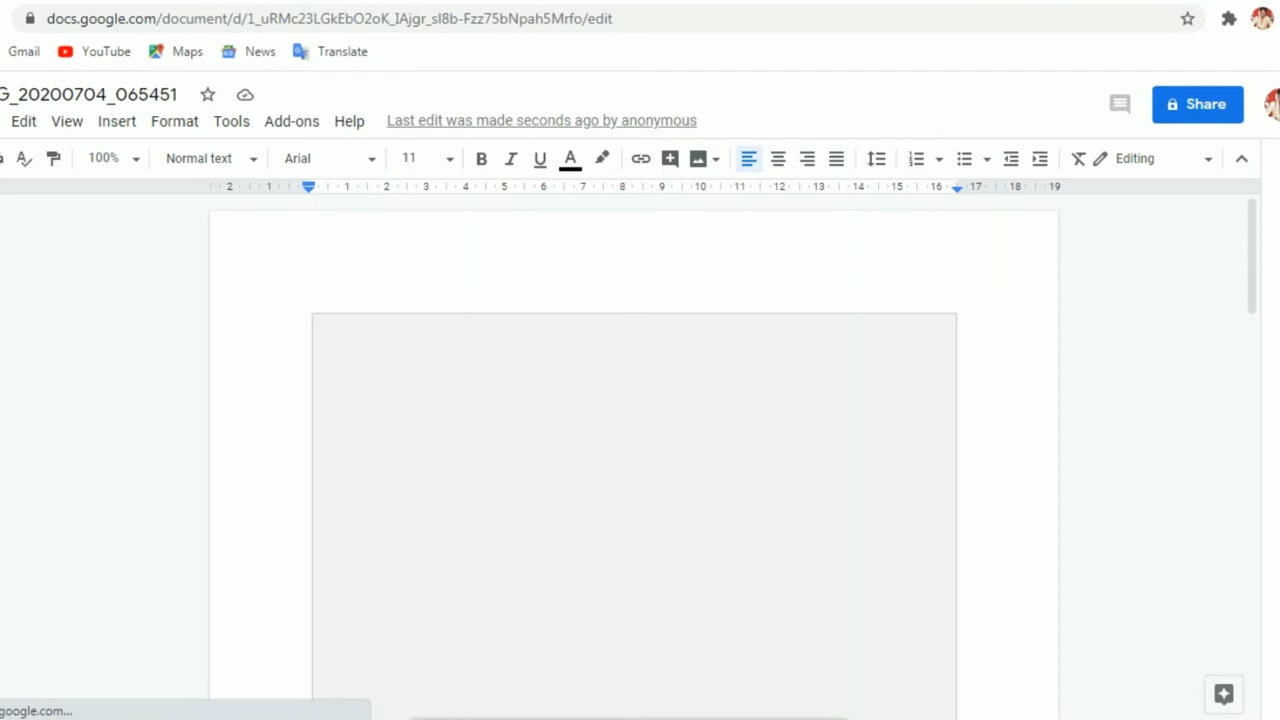 docs.google.com/document/d/1_uRMc23LGkEbO2oK_IAjgr_sl8b-Fzz75bNpah5Mrfo/edit
Gmail YouTube Maps News Translate
G_20200704_065451
Edit View Insert Format Tools Add-ons Help Last edit was made seconds ago by anonymous Share
100% Normal text Arial 11 B I U A Editing
2 1 1 2 3 4 5 6 7 8 9 10 11 12 13 14 15 16 17 18 19
google.com...